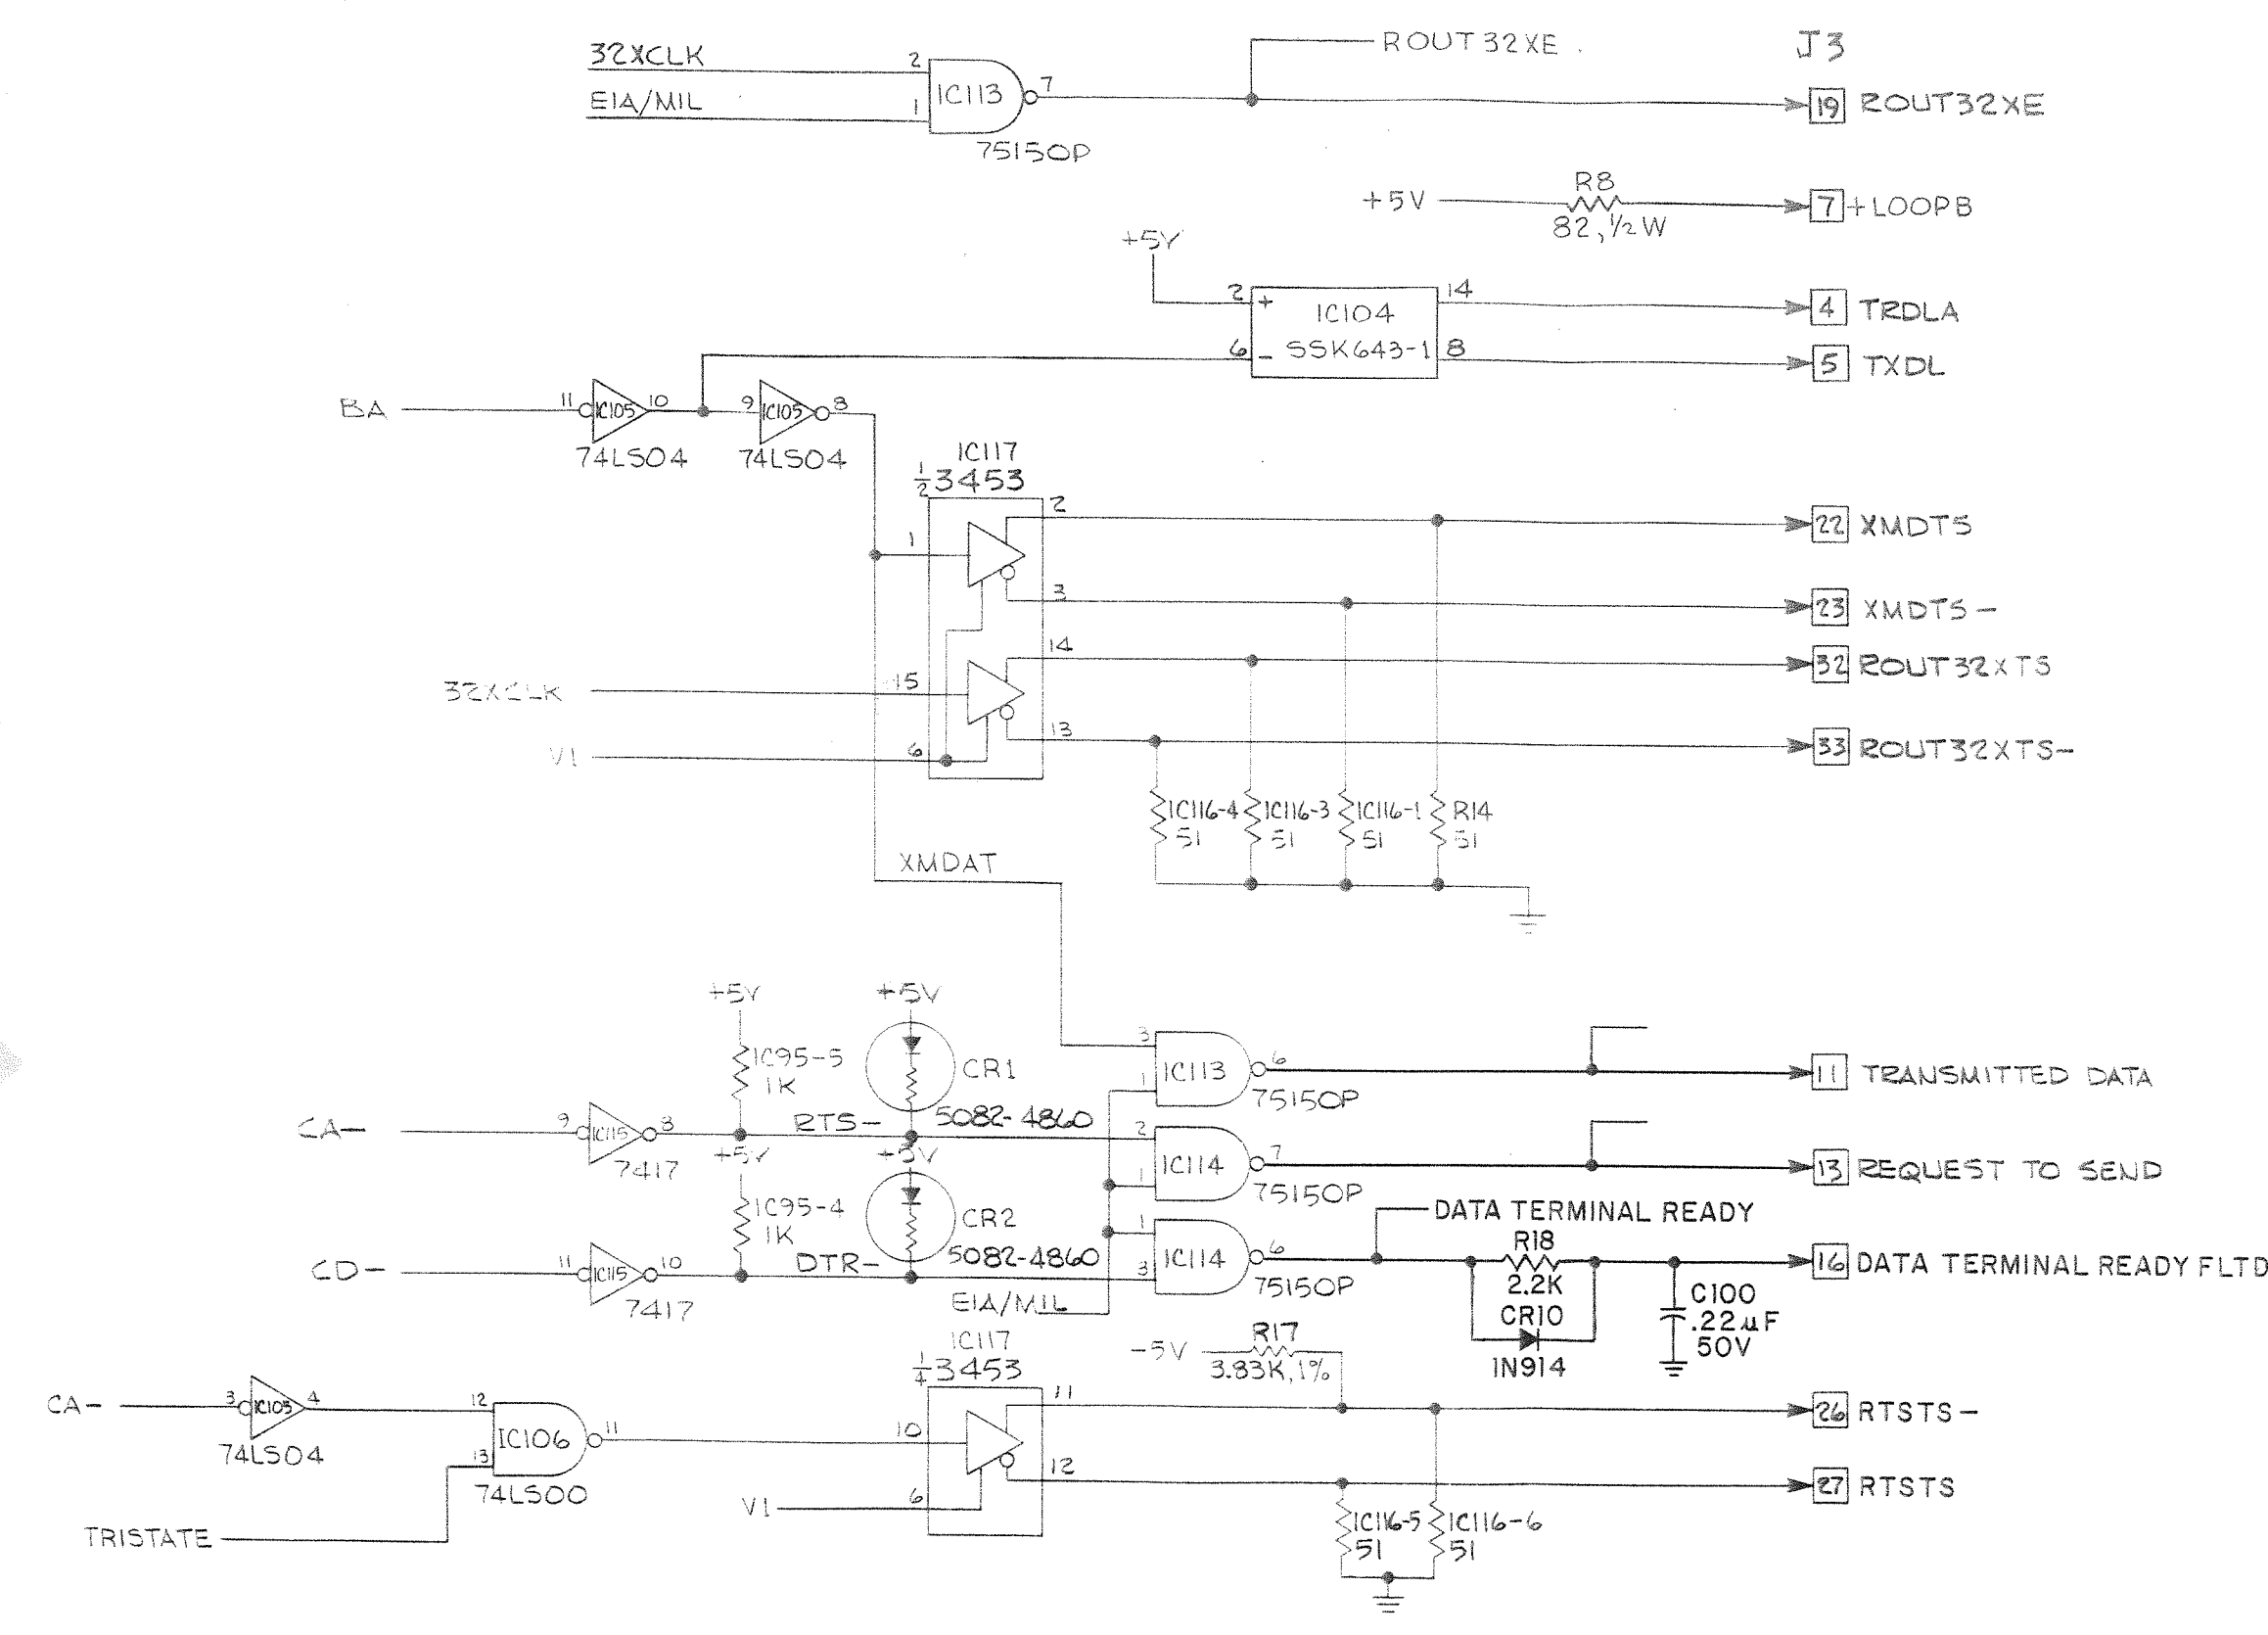 32XCLK 2 IC113 7 ROUT32XE . J3
EIA/MIL 1 19 ROUT32XE
75150P
+5V R8 7 +LOOPB
82, 1/2W
+5V 2 + IC104 14 4 TRDLA
6 - SSK643-1 8 5 TXDL
BA 11 IC105 10 9 IC105 8
74LS04 74LS04
IC117
1/2 3453
2 22 XMDTS
1
3 23 XMDTS-
14 32 ROUT32XTS
32XCLK 15
13 33 ROUT32XTS-
V1 6
IC116-4 IC116-3 IC116-1 R14
51 51 51 51
XMDAT
+5V +5V
3 IC113 6 11 TRANSMITTED DATA
1 75150P
IC95-5 CR1
1K 5082-4860
CA- 9 IC115 8 RTS- 2 IC114 7 13 REQUEST TO SEND
7417 1 75150P
+5V +5V
IC95-4 CR2
1K 5082-4860
DATA TERMINAL READY
CD- 11 IC115 10 DTR- 1 3 IC114 6 R18 16 DATA TERMINAL READY FLTD
7417 75150P 2.2K
EIA/MIL CR10 C100
1N914 .22µF
50V
IC117 -5V R17
1/4 3453 3.83K, 1%
CA- 3 IC105 4 12 IC106 11 10 11 26 RTSTS-
74LS04 13
74LS00 12 27 RTSTS
V1 6
TRISTATE
IC116-5 IC116-6
51 51